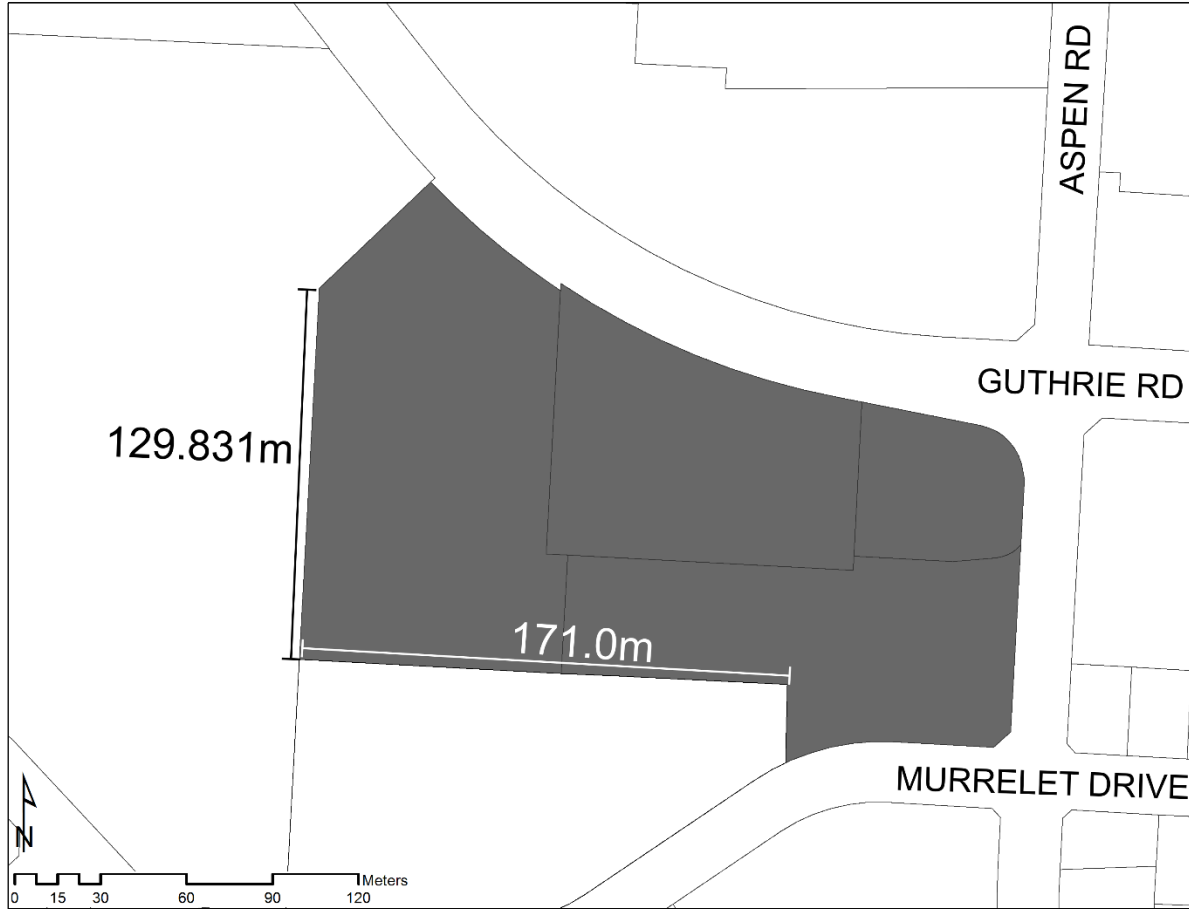 ASPEN RD
GUTHRIE RD
129.831m
171.0m
MURRELET DRIVE
N
Meters
0 15 30 60 90 120